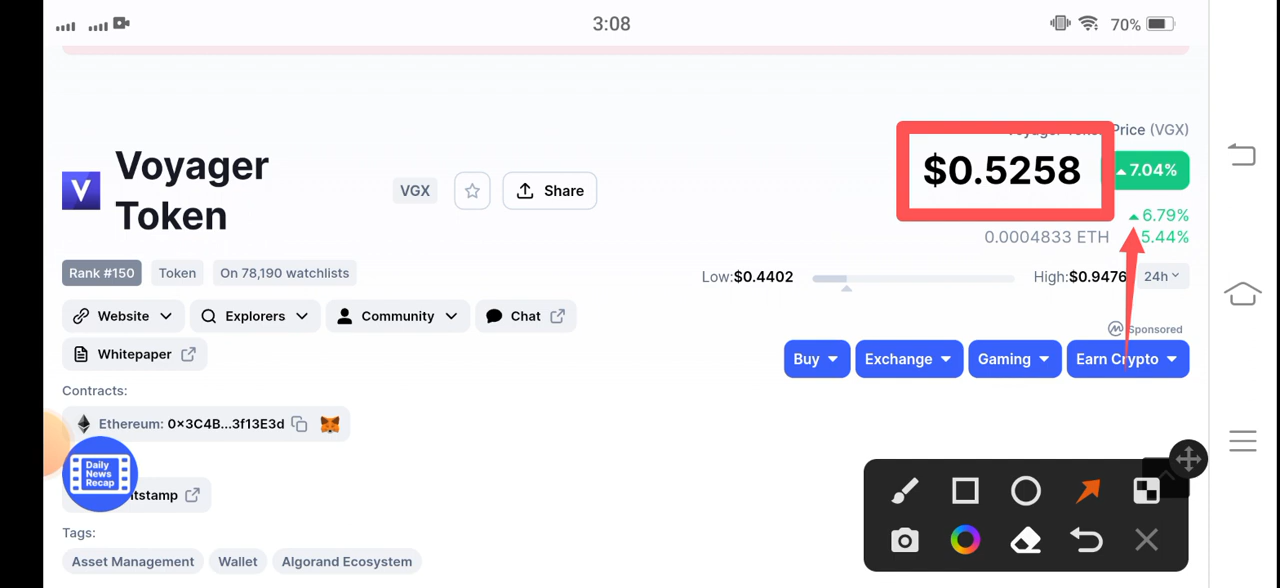 3:08
70%
Voyager Token Price (VGX)
Voyager
Token
VGX
Share
$0.5258
7.04%
6.79%
0.0004833 ETH
5.44%
Rank #150
Token
On 78,190 watchlists
Low:$0.4402
High:$0.9476
24h
Website
Explorers
Community
Chat
Sponsored
Whitepaper
Buy
Exchange
Gaming
Earn Crypto
Contracts:
Ethereum: 0x3C4B...3f13E3d
Daily
News
Recap
tstamp
Tags:
Asset Management
Wallet
Algorand Ecosystem